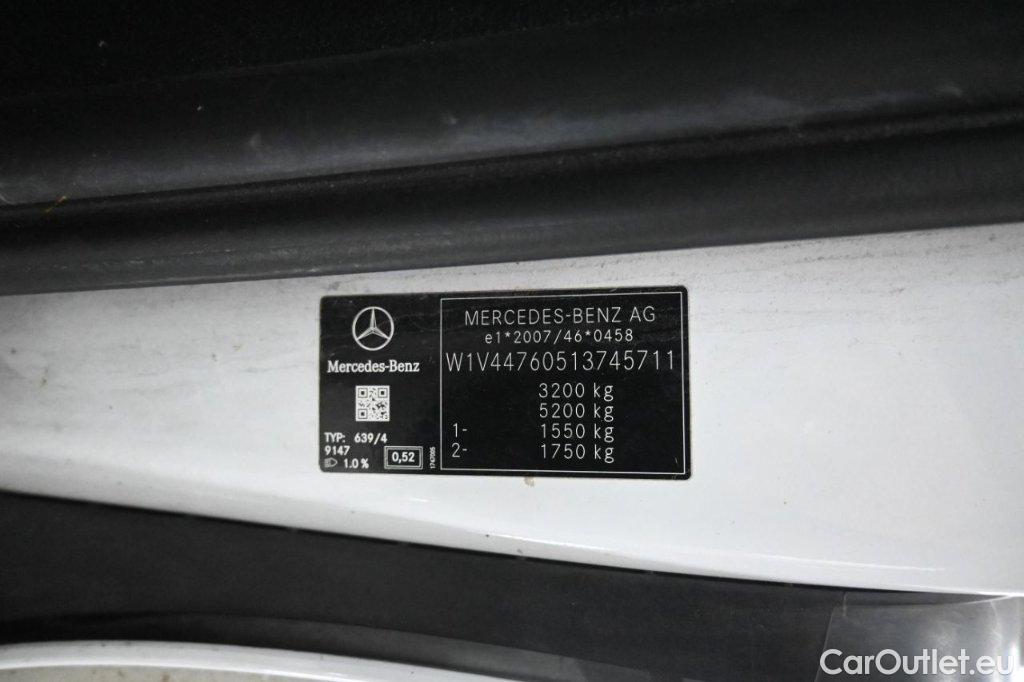 Mercedes-Benz
TYP: 639/4
9147
1.0 %
0,52
174705
MERCEDES-BENZ AG
e1*2007/46*0458
W1V44760513745711
3200 kg
5200 kg
1- 1550 kg
2- 1750 kg
CarOutlet.eu